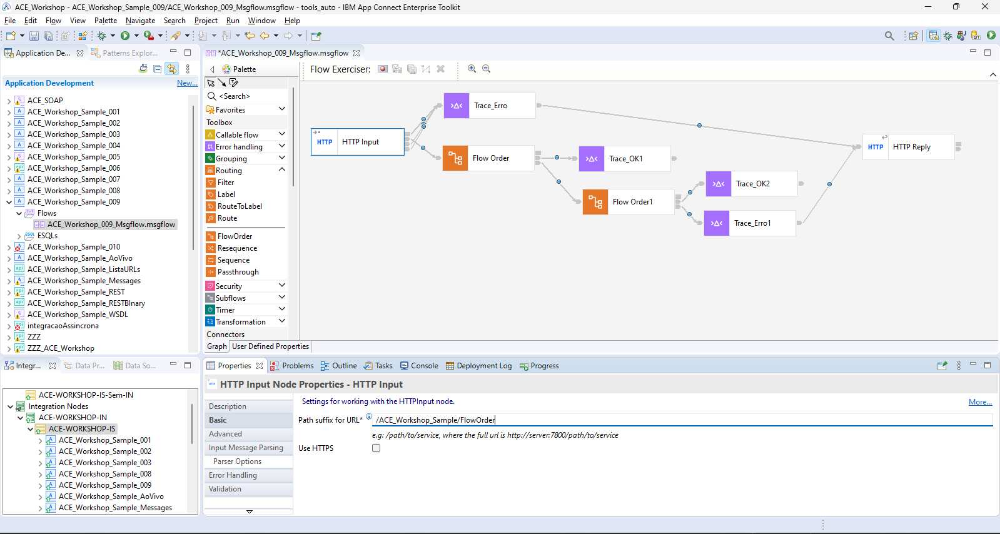 ACE_Workshop - ACE_Workshop_Sample_009/ACE_Workshop_009_Msgflow.msgflow - tools_auto - IBM App Connect Enterprise Toolkit
File Edit Flow View Palette Navigate Search Project Run Window Help
Application De... Patterns Explor...
Application Development New...
ACE_SOAP
ACE_Workshop_Sample_001
ACE_Workshop_Sample_002
ACE_Workshop_Sample_003
ACE_Workshop_Sample_004
ACE_Workshop_Sample_005
ACE_Workshop_Sample_006
ACE_Workshop_Sample_007
ACE_Workshop_Sample_008
ACE_Workshop_Sample_009
Flows
ACE_Workshop_009_Msgflow.msgflow
ESQLs
ACE_Workshop_Sample_010
ACE_Workshop_Sample_AoVivo
ACE_Workshop_Sample_ListaURLs
ACE_Workshop_Sample_Messages
ACE_Workshop_Sample_REST
ACE_Workshop_Sample_RESTBInary
ACE_Workshop_Sample_WSDL
integracaoAssincrona
ZZZ
ZZZ_ACE_Workshop
*ACE_Workshop_009_Msgflow.msgflow
Palette
<Search>
Favorites
Toolbox
Callable flow
Error handling
Grouping
Routing
Filter
Label
RouteToLabel
Route
FlowOrder
Resequence
Sequence
Passthrough
Security
Subflows
Timer
Transformation
Connectors
Graph User Defined Properties
Flow Exerciser:
Trace_Erro
HTTP HTTP Input
Flow Order
Trace_OK1
HTTP HTTP Reply
Trace_OK2
Flow Order1
Trace_Erro1
Integr... Data Pr... Data So...
ACE-WORKSHOP-IS-Sem-IN
Integration Nodes
ACE-WORKSHOP-IN
ACE-WORKSHOP-IS
ACE_Workshop_Sample_001
ACE_Workshop_Sample_002
ACE_Workshop_Sample_003
ACE_Workshop_Sample_008
ACE_Workshop_Sample_009
ACE_Workshop_Sample_AoVivo
ACE_Workshop_Sample_Messages
Properties Problems Outline Tasks Console Deployment Log Progress
HTTP Input Node Properties - HTTP Input
Description
Basic
Advanced
Input Message Parsing
Parser Options
Error Handling
Validation
Settings for working with the HTTPInput node. More...
Path suffix for URL* /ACE_Workshop_Sample/FlowOrder
e.g: /path/to/service, where the full url is http://server:7800/path/to/service
Use HTTPS